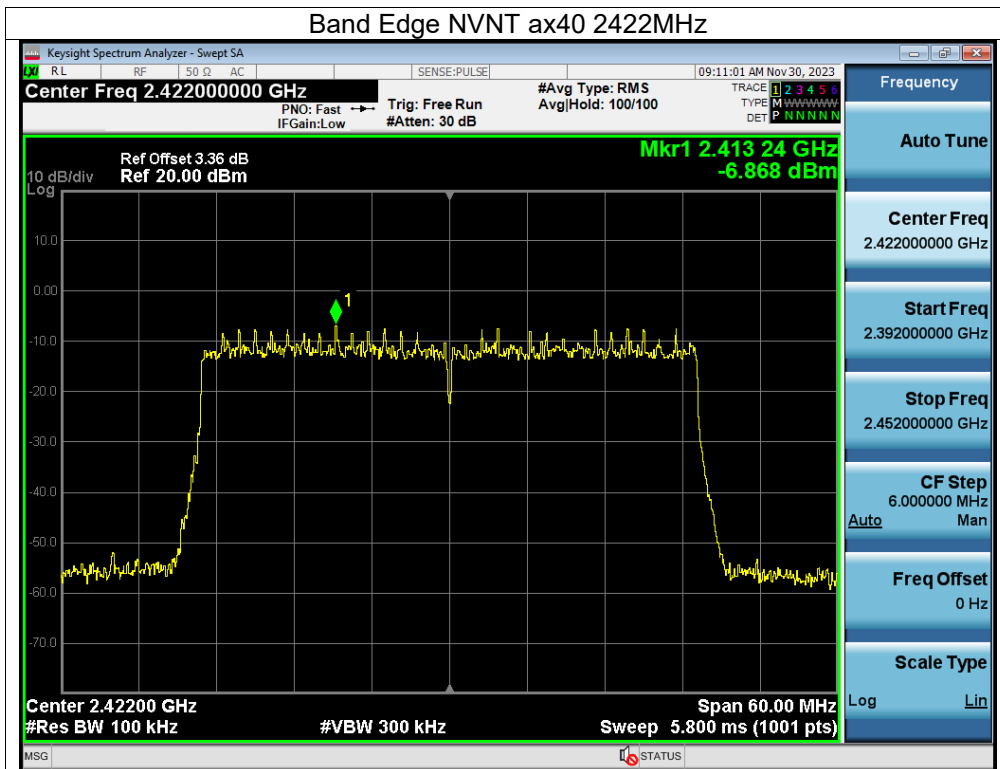 Band Edge NVNT ax40 2422MHz
Keysight Spectrum Analyzer - Swept SA
LXI RL RF 50 Ω AC SENSE:PULSE 09:11:01 AM Nov 30, 2023
Center Freq 2.422000000 GHz #Avg Type: RMS TRACE 1 2 3 4 5 6
PNO: Fast Trig: Free Run Avg|Hold: 100/100 TYPE M WWWWW
IFGain:Low #Atten: 30 dB DET P N N N N N
Mkr1 2.413 24 GHz
-6.868 dBm
Ref Offset 3.36 dB
10 dB/div Ref 20.00 dBm
Log
10.0
0.00
1
-10.0
-20.0
-30.0
-40.0
-50.0
-60.0
-70.0
Center 2.42200 GHz Span 60.00 MHz
#Res BW 100 kHz #VBW 300 kHz Sweep 5.800 ms (1001 pts)
MSG STATUS
Frequency
Auto Tune
Center Freq
2.422000000 GHz
Start Freq
2.392000000 GHz
Stop Freq
2.452000000 GHz
CF Step
6.000000 MHz
Auto Man
Freq Offset
0 Hz
Scale Type
Log Lin